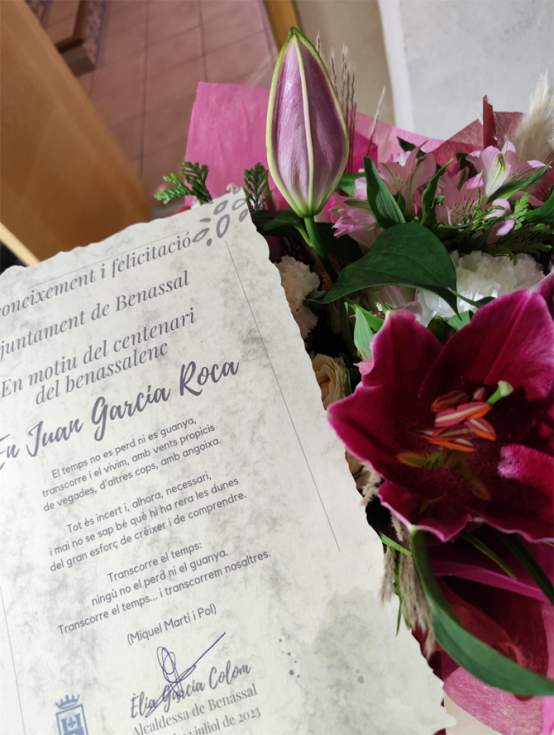 coneixement i felicitació
juntament de Benassal
En motiu del centenari
del benassalenc
En Juan García Roca
El temps no es perd ni es guanya,
transcorre i el vivim, amb vents propicis
de vegades, d'altres cops, amb angoixa.
Tot és incert i, alhora, necessari,
i mai no se sap bé què hi ha rera les dunes
del gran esforç de créixer i de comprendre.
Transcorre el temps:
ningú no el perd ni el guanya.
Transcorre el temps... i transcorrem nosaltres.
(Miquel Martí i Pol)
Èlia García Colom
Alcaldessa de Benassal
juliol de 2023